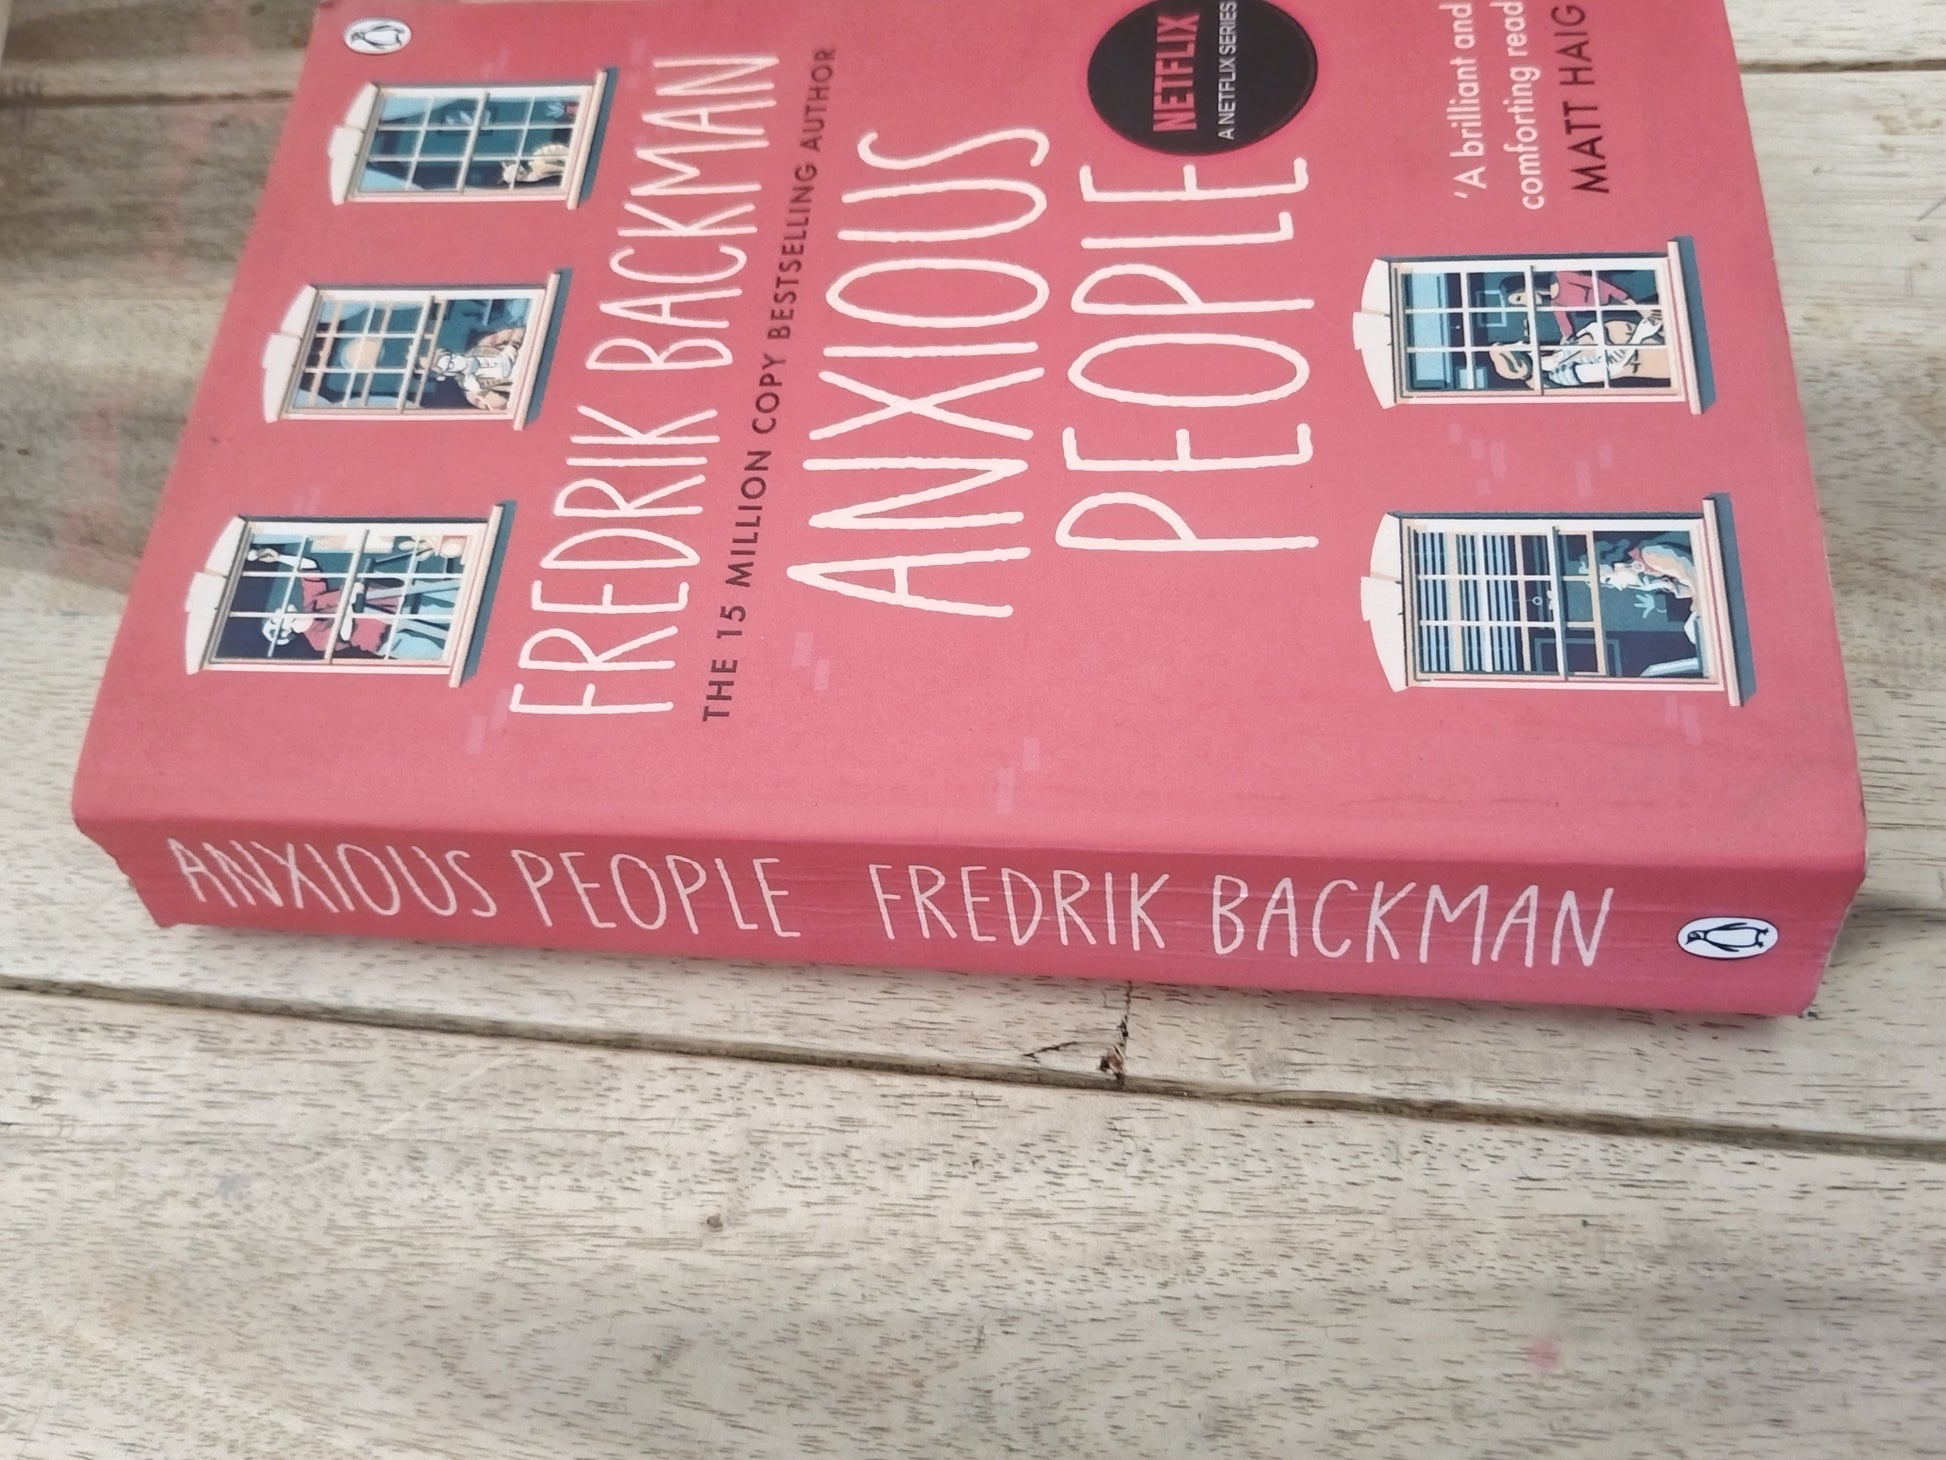 FREDRIK BACKMAN
THE 15 MILLION COPY BESTSELLING AUTHOR
ANXIOUS
PEOPLE
NETFLIX
A NETFLIX SERIES
'A brilliant and
comforting read
MATT HAIG
ANXIOUS PEOPLE FREDRIK BACKMAN